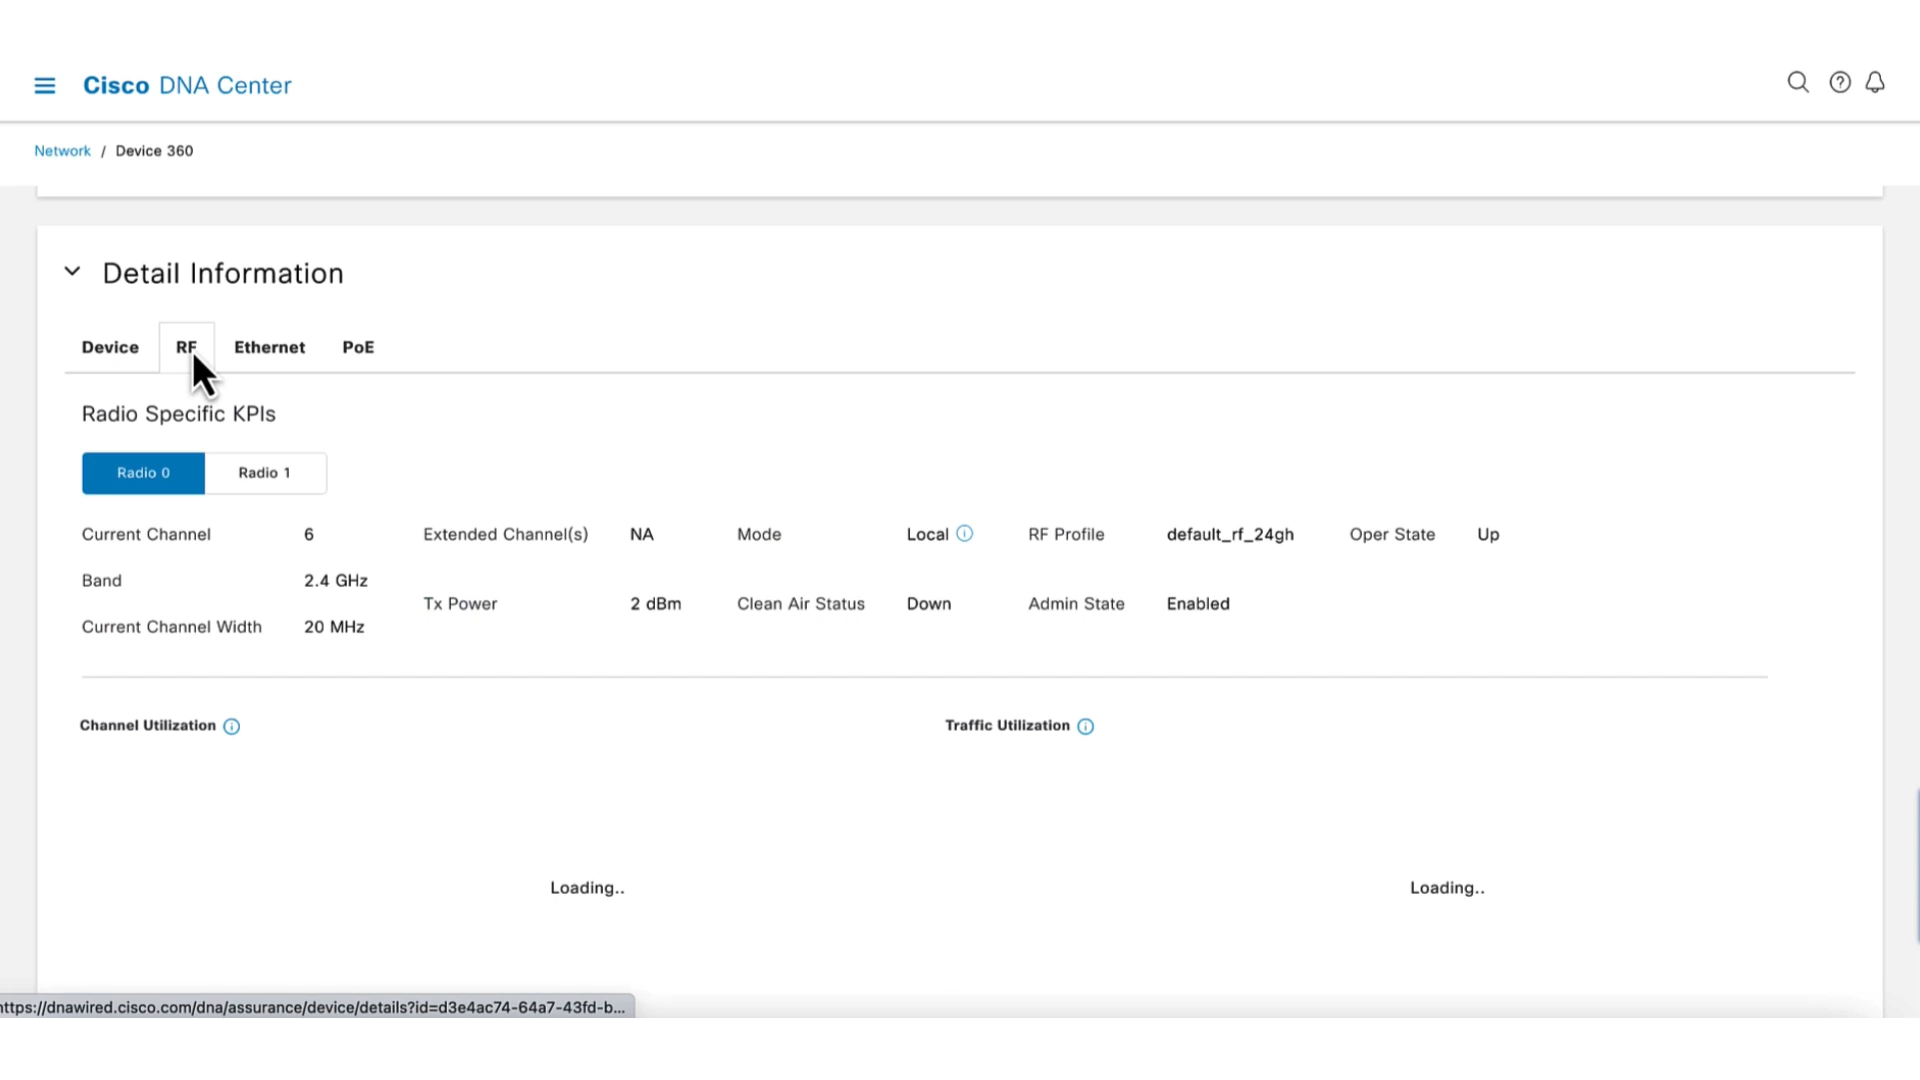 Cisco DNA Center
Network / Device 360
Detail Information
Device RF Ethernet PoE
Radio Specific KPIs
Radio 0 Radio 1
Current Channel 6 Extended Channel(s) NA Mode Local RF Profile default_rf_24gh Oper State Up
Band 2.4 GHz
Tx Power 2 dBm Clean Air Status Down Admin State Enabled
Current Channel Width 20 MHz
Channel Utilization Traffic Utilization
Loading.. Loading..
ttps://dnawired.cisco.com/dna/assurance/device/details?id=d3e4ac74-64a7-43fd-b...